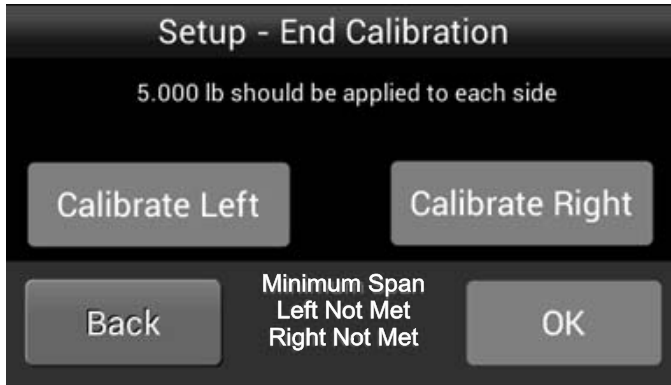 Setup - End Calibration
5.000 lb should be applied to each side
Calibrate Left
Calibrate Right
Back
Minimum Span
Left Not Met
Right Not Met
OK